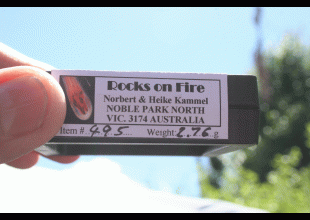 Rocks on Fire
Norbert & Heike Kammel
NOBLE PARK NORTH
VIC. 3174 AUSTRALIA
Item # 495 Weight: 2.76 g